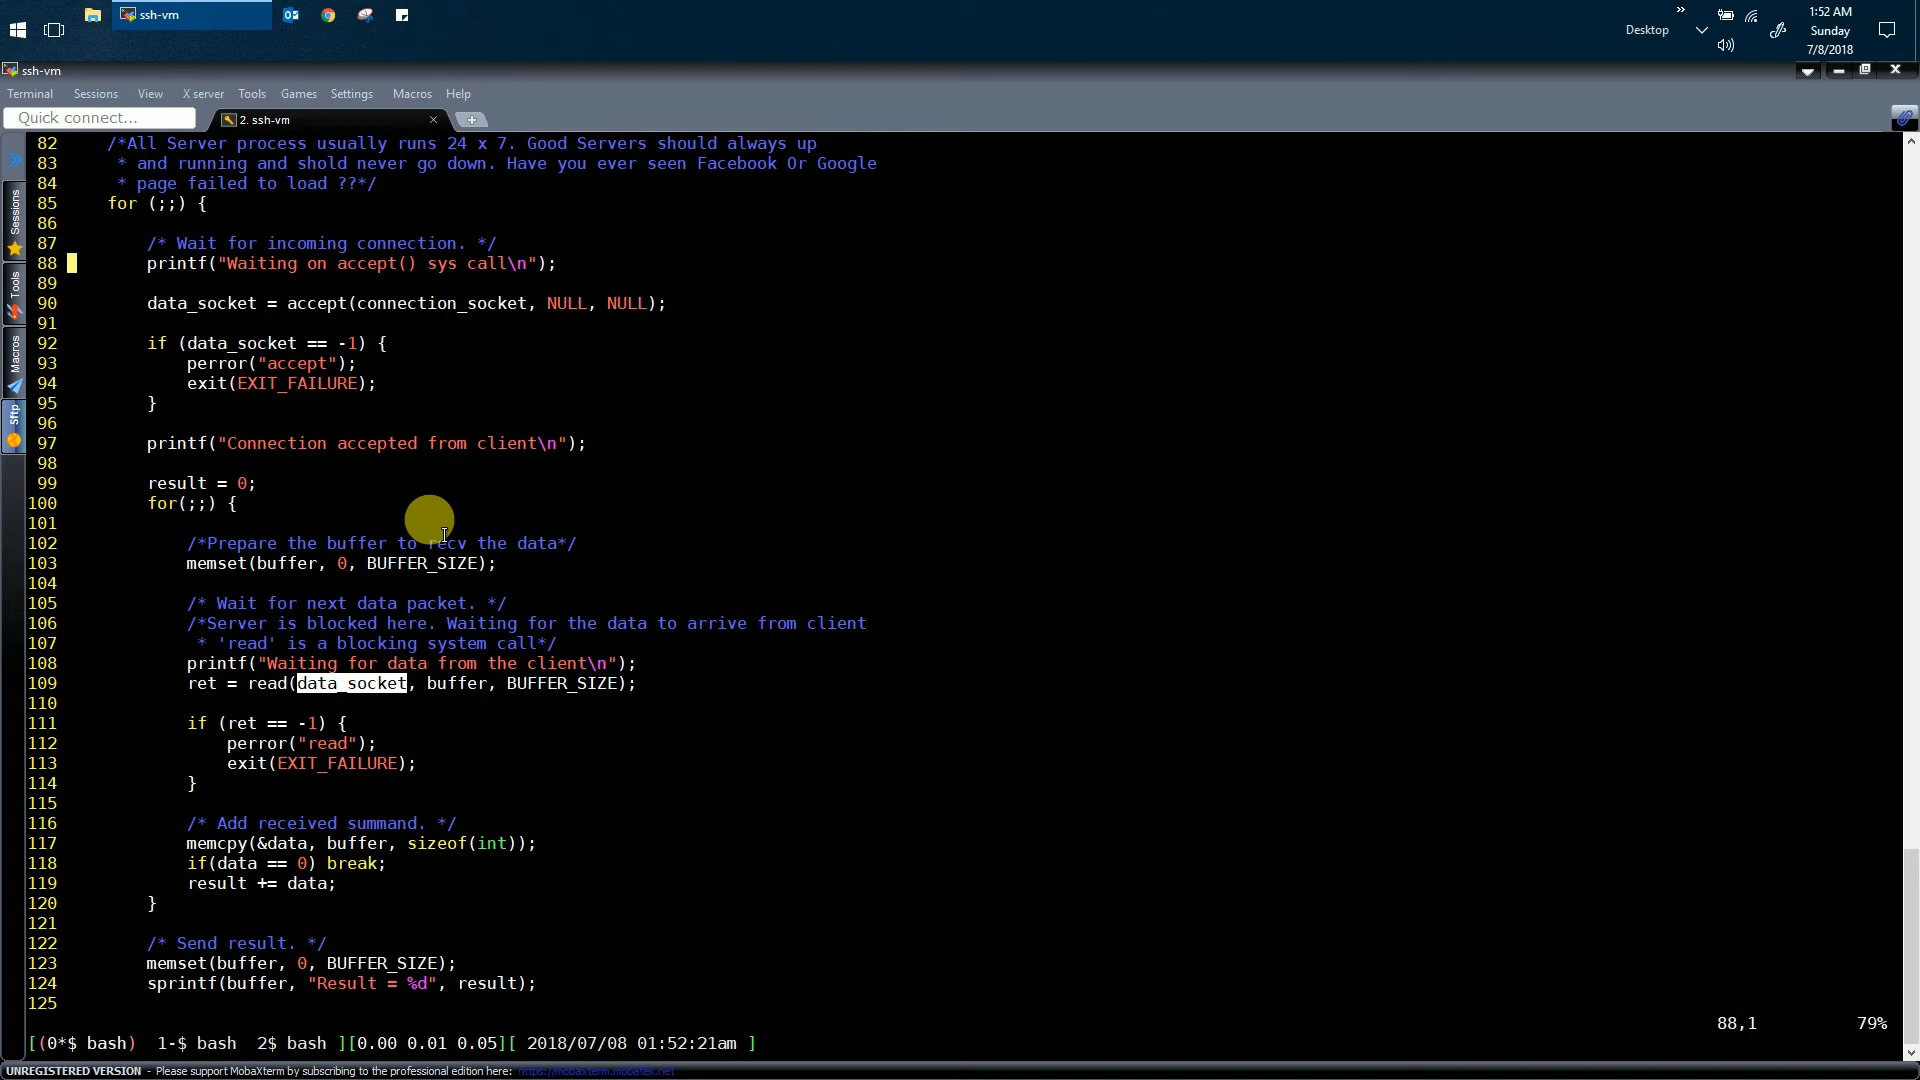 ssh-vm
Desktop
»
1:52 AM
Sunday
7/8/2018
ssh-vm
Terminal Sessions View X server Tools Games Settings Macros Help
Quick connect...
2. ssh-vm
Sessions
Tools
Macros
Sftp
82     /*All Server process usually runs 24 x 7. Good Servers should always up
83      * and running and shold never go down. Have you ever seen Facebook Or Google
84      * page failed to load ??*/
85     for (;;) {
86
87         /* Wait for incoming connection. */
88         printf("Waiting on accept() sys call\n");
89
90         data_socket = accept(connection_socket, NULL, NULL);
91
92         if (data_socket == -1) {
93             perror("accept");
94             exit(EXIT_FAILURE);
95         }
96
97         printf("Connection accepted from client\n");
98
99         result = 0;
100         for(;;) {
101
102             /*Prepare the buffer to recv the data*/
103             memset(buffer, 0, BUFFER_SIZE);
104
105             /* Wait for next data packet. */
106             /*Server is blocked here. Waiting for the data to arrive from client
107              * 'read' is a blocking system call*/
108             printf("Waiting for data from the client\n");
109             ret = read(data_socket, buffer, BUFFER_SIZE);
110
111             if (ret == -1) {
112                 perror("read");
113                 exit(EXIT_FAILURE);
114             }
115
116             /* Add received summand. */
117             memcpy(&data, buffer, sizeof(int));
118             if(data == 0) break;
119             result += data;
120         }
121
122         /* Send result. */
123         memset(buffer, 0, BUFFER_SIZE);
124         sprintf(buffer, "Result = %d", result);
125
88,1 79%
[(0*$ bash)  1-$ bash  2$ bash ][0.00 0.01 0.05][ 2018/07/08 01:52:21am ]
UNREGISTERED VERSION - Please support MobaXterm by subscribing to the professional edition here: https://mobaxterm.mobatek.net